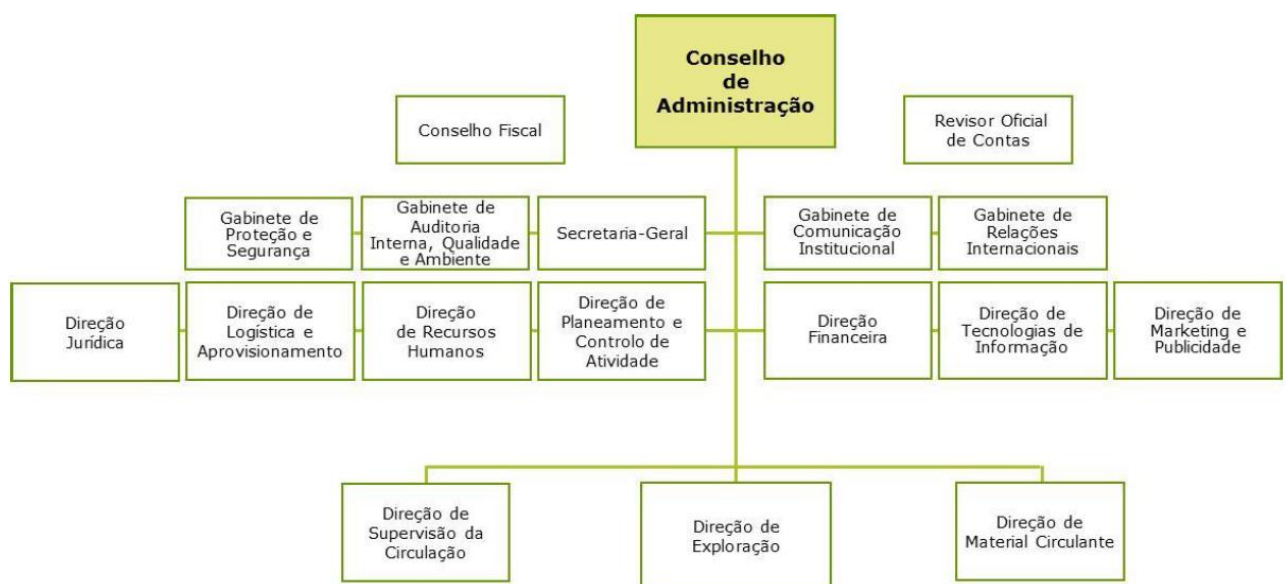 Conselho
de
Administração
Conselho Fiscal
Revisor Oficial
de Contas
Gabinete de
Proteção e
Segurança
Gabinete de
Auditoria
Interna, Qualidade
e Ambiente
Secretaria-Geral
Gabinete de
Comunicação
Institucional
Gabinete de
Relações
Internacionais
Direção
Jurídica
Direção de
Logística e
Aprovisionamento
Direção
de Recursos
Humanos
Direção de
Planeamento e
Controlo de
Atividade
Direção
Financeira
Direção de
Tecnologias de
Informação
Direção de
Marketing e
Publicidade
Direção de
Supervisão da
Circulação
Direção de
Exploração
Direção de
Material Circulante